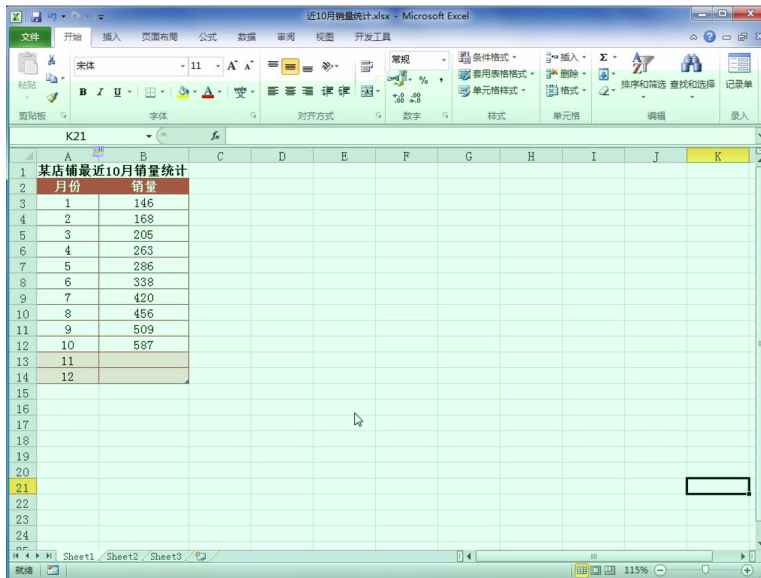 近10月销量统计.xlsx - Microsoft Excel
文件 开始 插入 页面布局 公式 数据 审阅 视图 开发工具
宋体 11 常规 条件格式 插入 Σ
套用表格格式 删除
粘贴 B I U A 变 % , 单元格样式 格式 排序和筛选 查找和选择 记录单
剪贴板 字体 对齐方式 数字 样式 单元格 编辑 录入
K21 fx
A B C D E F G H I J K
1 某店铺最近10月销量统计
2 月份 销量
3 1 146
4 2 168
5 3 205
6 4 263
7 5 286
8 6 338
9 7 420
10 8 456
11 9 509
12 10 587
13 11
14 12
15
16
17
18
19
20
21
22
23
24
25
Sheet1 Sheet2 Sheet3
就绪 115%